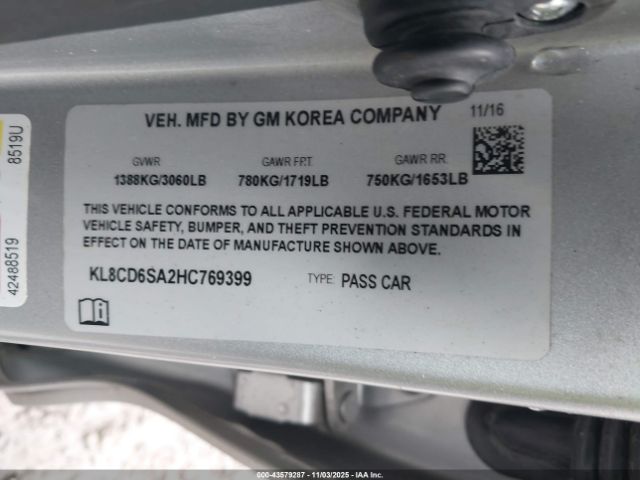 VEH. MFD BY GM KOREA COMPANY 11/16
GVWR GAWR FRT. GAWR RR.
1388KG/3060LB 780KG/1719LB 750KG/1653LB
THIS VEHICLE CONFORMS TO ALL APPLICABLE U.S. FEDERAL MOTOR
VEHICLE SAFETY, BUMPER, AND THEFT PREVENTION STANDARDS IN
EFFECT ON THE DATE OF MANUFACTURE SHOWN ABOVE.
KL8CD6SA2HC769399 TYPE: PASS CAR
8519U
42488519
000-43579287 - 11/03/2025 - IAAI Inc.